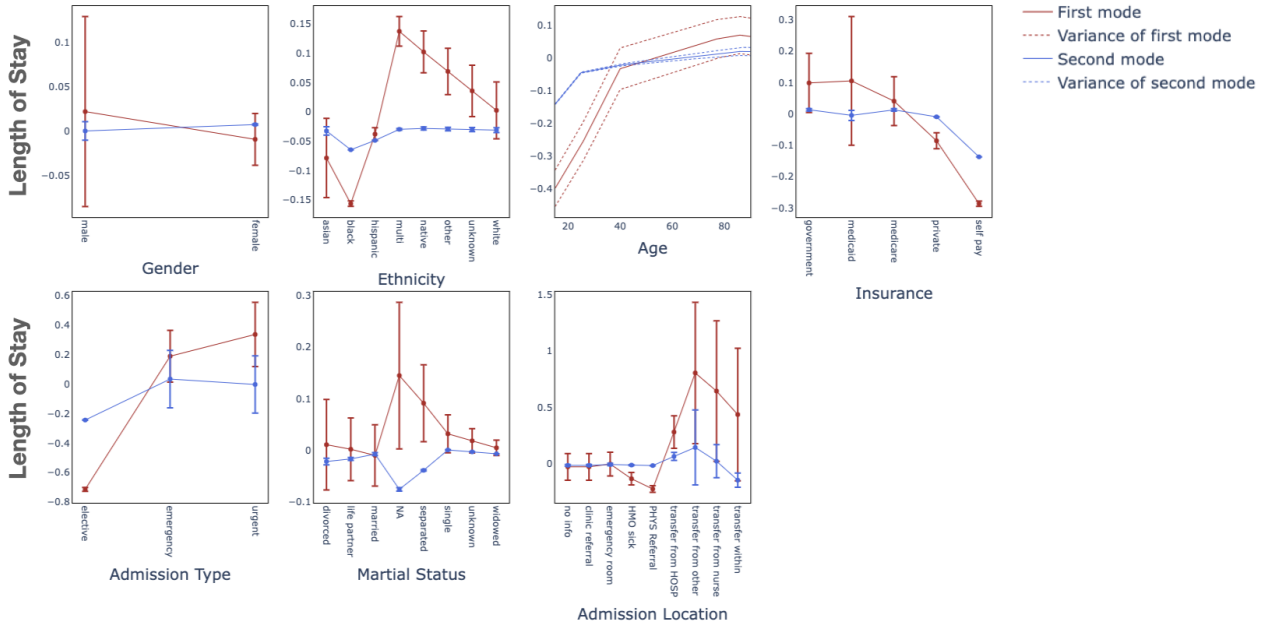 First mode
Variance of first mode
Second mode
Variance of second mode
Length of Stay
0.1
0.05
0
−0.05
male
female
Gender
0.15
0.1
0.05
0
−0.05
−0.1
−0.15
asian
black
hispanic
multi
native
other
unknown
white
Ethnicity
0.1
0
−0.1
−0.2
−0.3
−0.4
20
40
60
80
Age
0.3
0.2
0.1
0
−0.1
−0.2
−0.3
government
medicaid
medicare
private
self pay
Insurance
Length of Stay
0.6
0.4
0.2
0
−0.2
−0.4
−0.6
−0.8
elective
emergency
urgent
Admission Type
0.3
0.2
0.1
0
−0.1
divorced
life partner
married
NA
separated
single
unknown
widowed
Martial Status
1.5
1
0.5
0
no info
clinic referral
emergency room
HMO sick
PHYS Referral
transfer from HOSP
transfer from other
transfer from nurse
transfer within
Admission Location